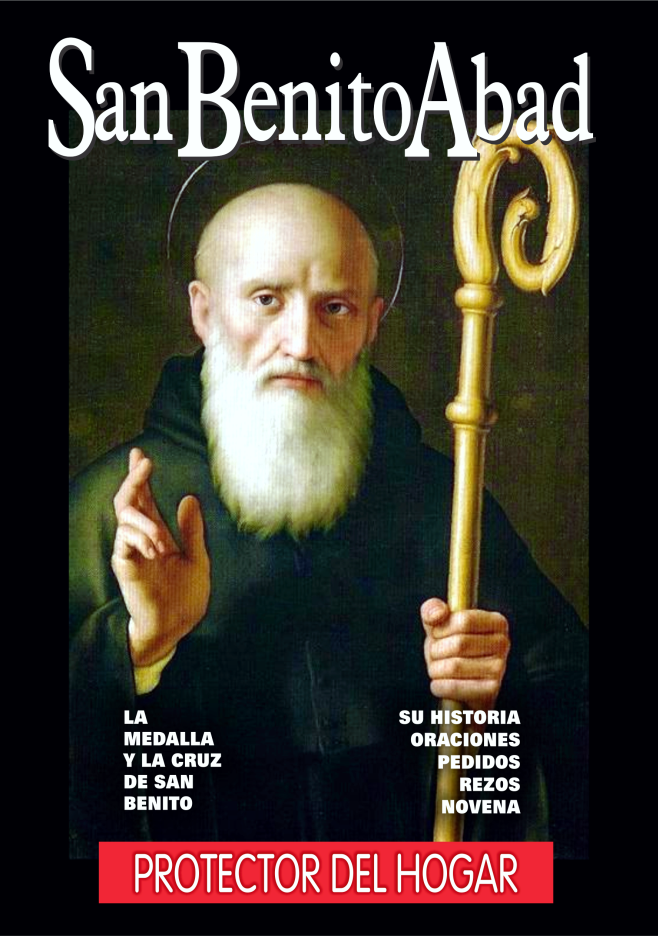 San Benito Abad
LA
MEDALLA
Y LA CRUZ
DE SAN
BENITO
SU HISTORIA
ORACIONES
PEDIDOS
REZOS
NOVENA
PROTECTOR DEL HOGAR